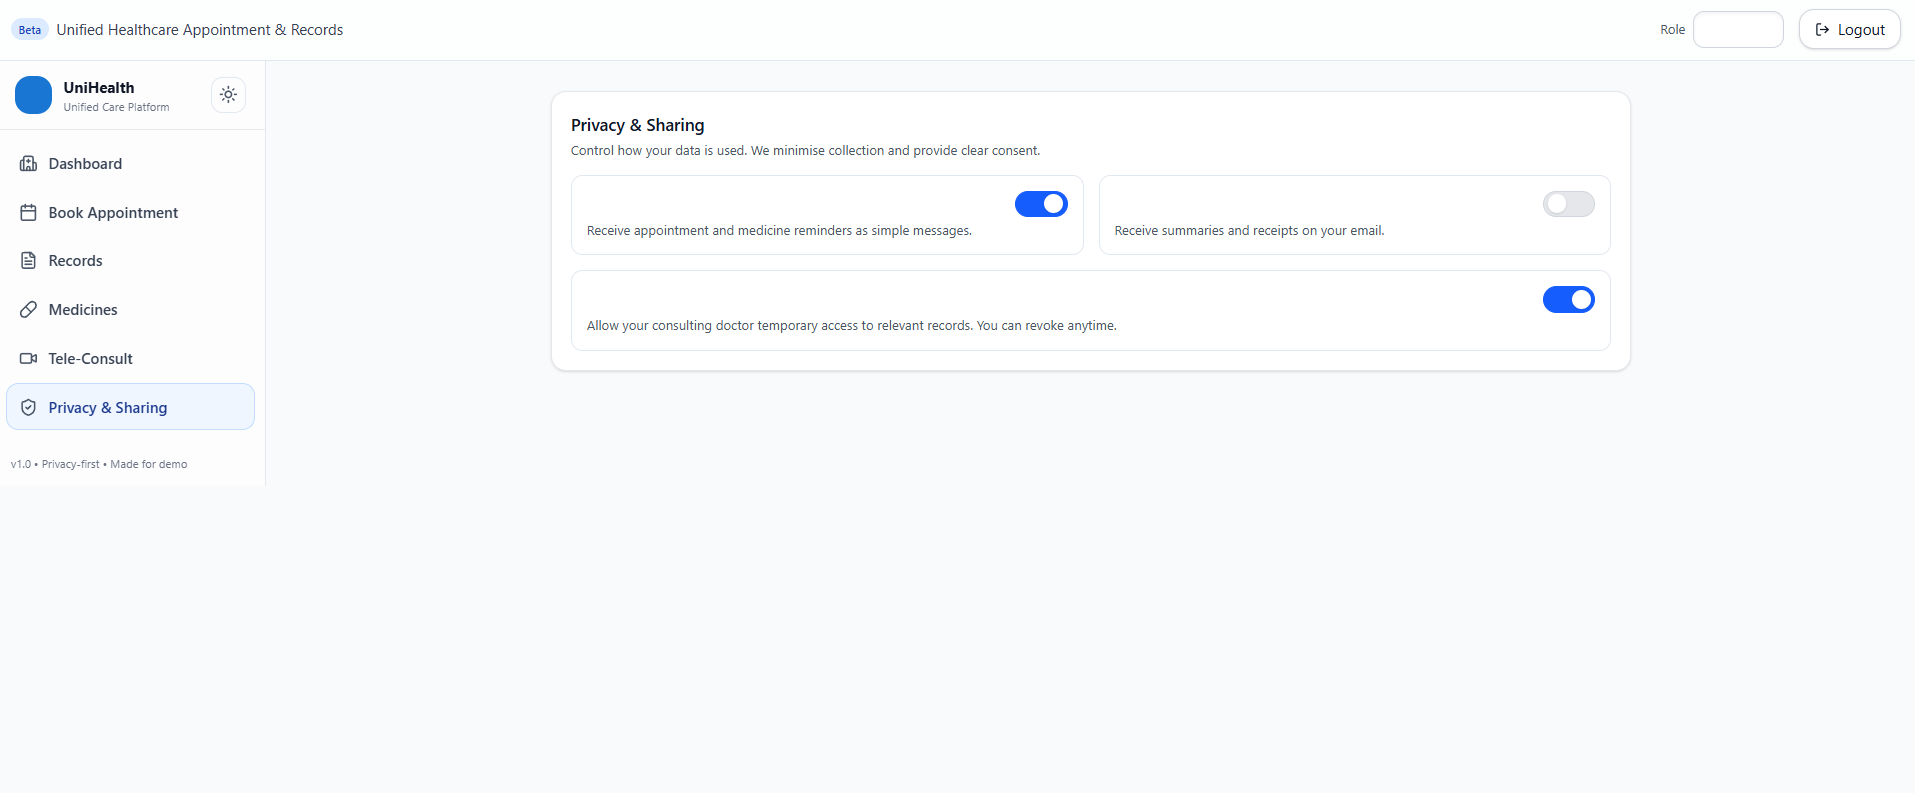 Beta Unified Healthcare Appointment & Records
Role
Logout
UniHealth
Unified Care Platform
Dashboard
Book Appointment
Records
Medicines
Tele-Consult
Privacy & Sharing
v1.0 • Privacy-first • Made for demo
Privacy & Sharing
Control how your data is used. We minimise collection and provide clear consent.
Receive appointment and medicine reminders as simple messages.
Receive summaries and receipts on your email.
Allow your consulting doctor temporary access to relevant records. You can revoke anytime.